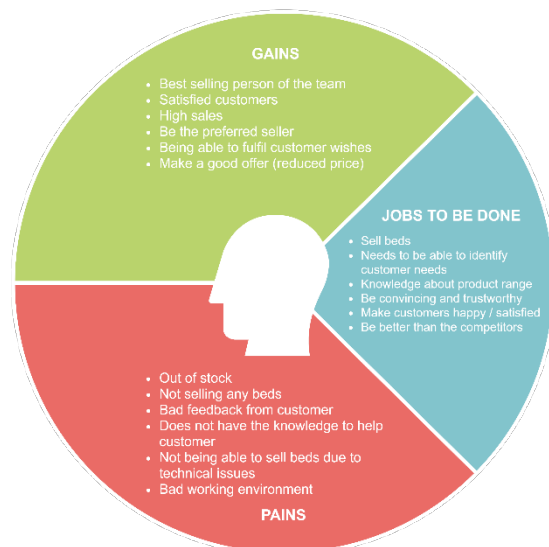 GAINS
• Best selling person of the team
• Satisfied customers
• High sales
• Be the preferred seller
• Being able to fulfil customer wishes
• Make a good offer (reduced price)
JOBS TO BE DONE
• Sell beds
• Needs to be able to identify
customer needs
• Knowledge about product range
• Be convincing and trustworthy
• Make customers happy / satisfied
• Be better than the competitors
• Out of stock
• Not selling any beds
• Bad feedback from customer
• Does not have the knowledge to help
customer
• Not being able to sell beds due to
technical issues
• Bad working environment
PAINS